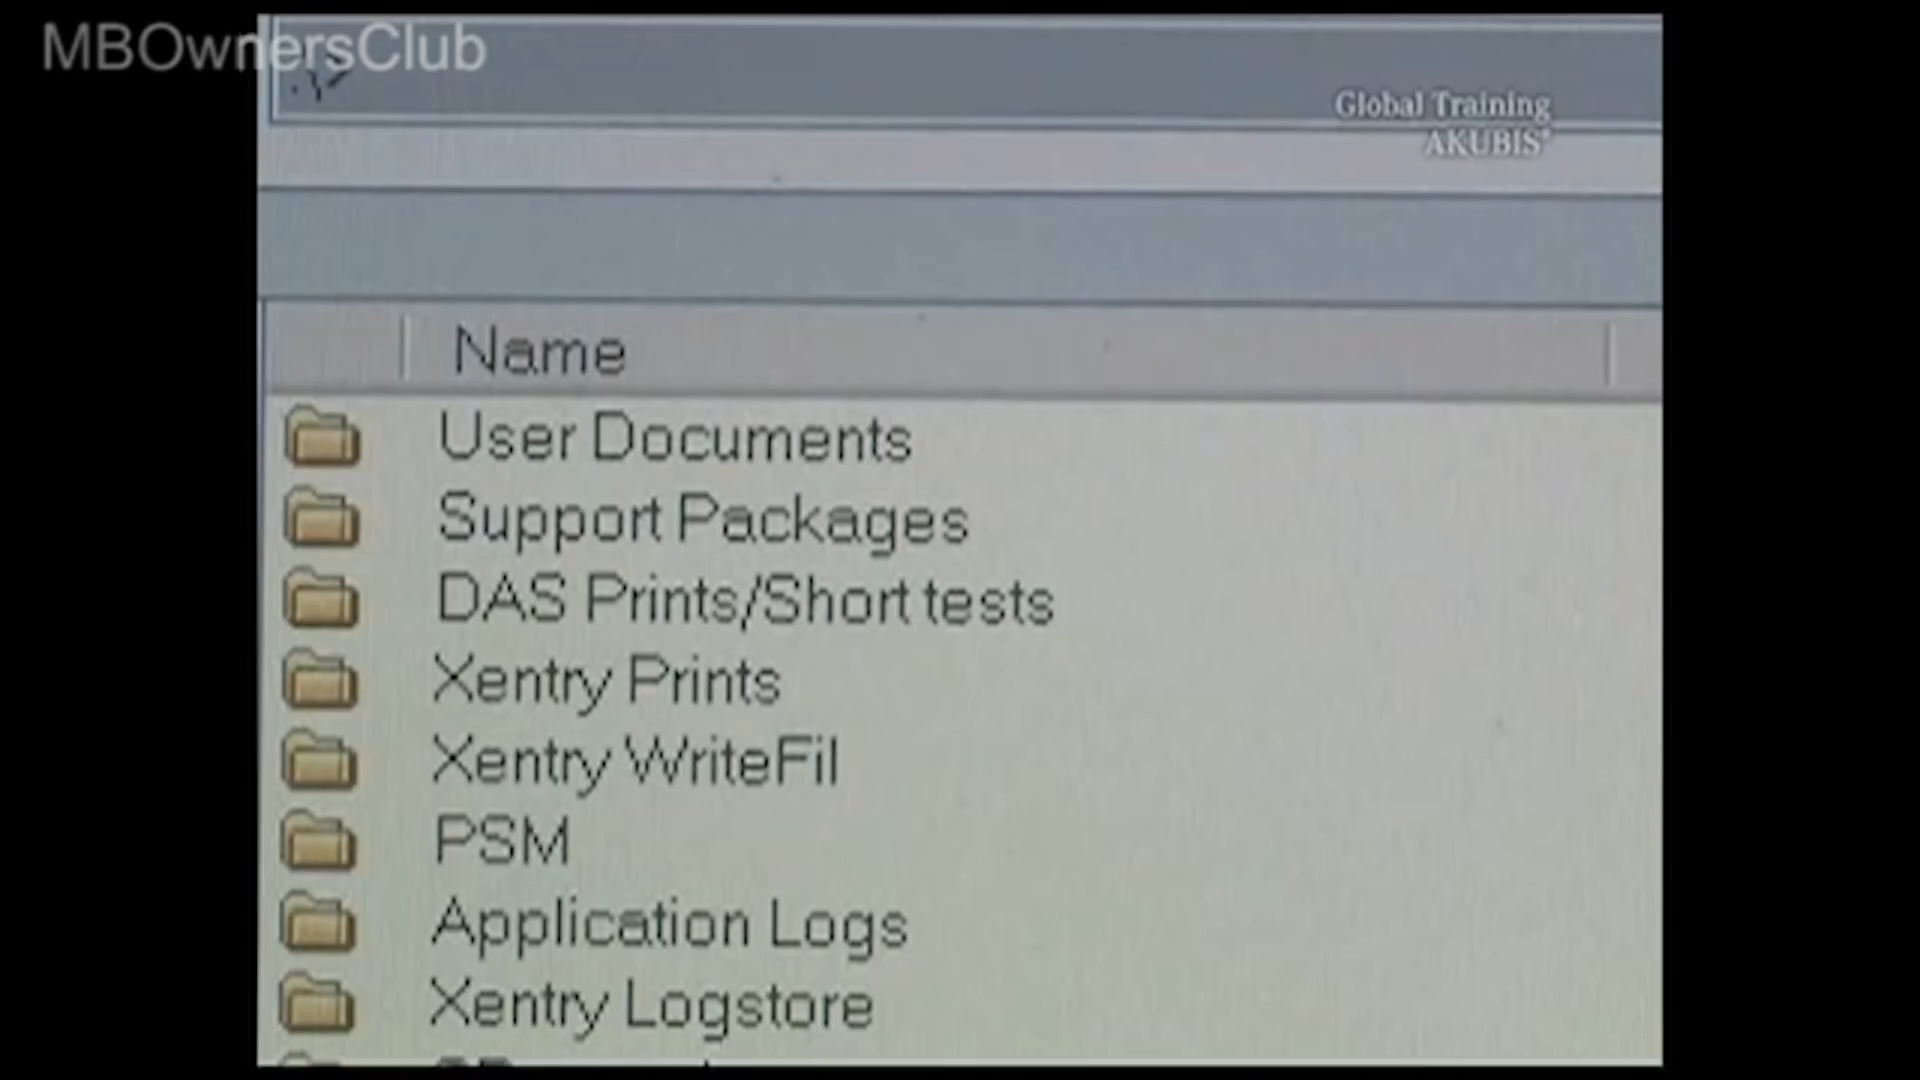 MBOwnersClub
:\>
Global Training
AKUBIS®
Name
User Documents
Support Packages
DAS Prints/Short tests
Xentry Prints
Xentry WriteFil
PSM
Application Logs
Xentry Logstore